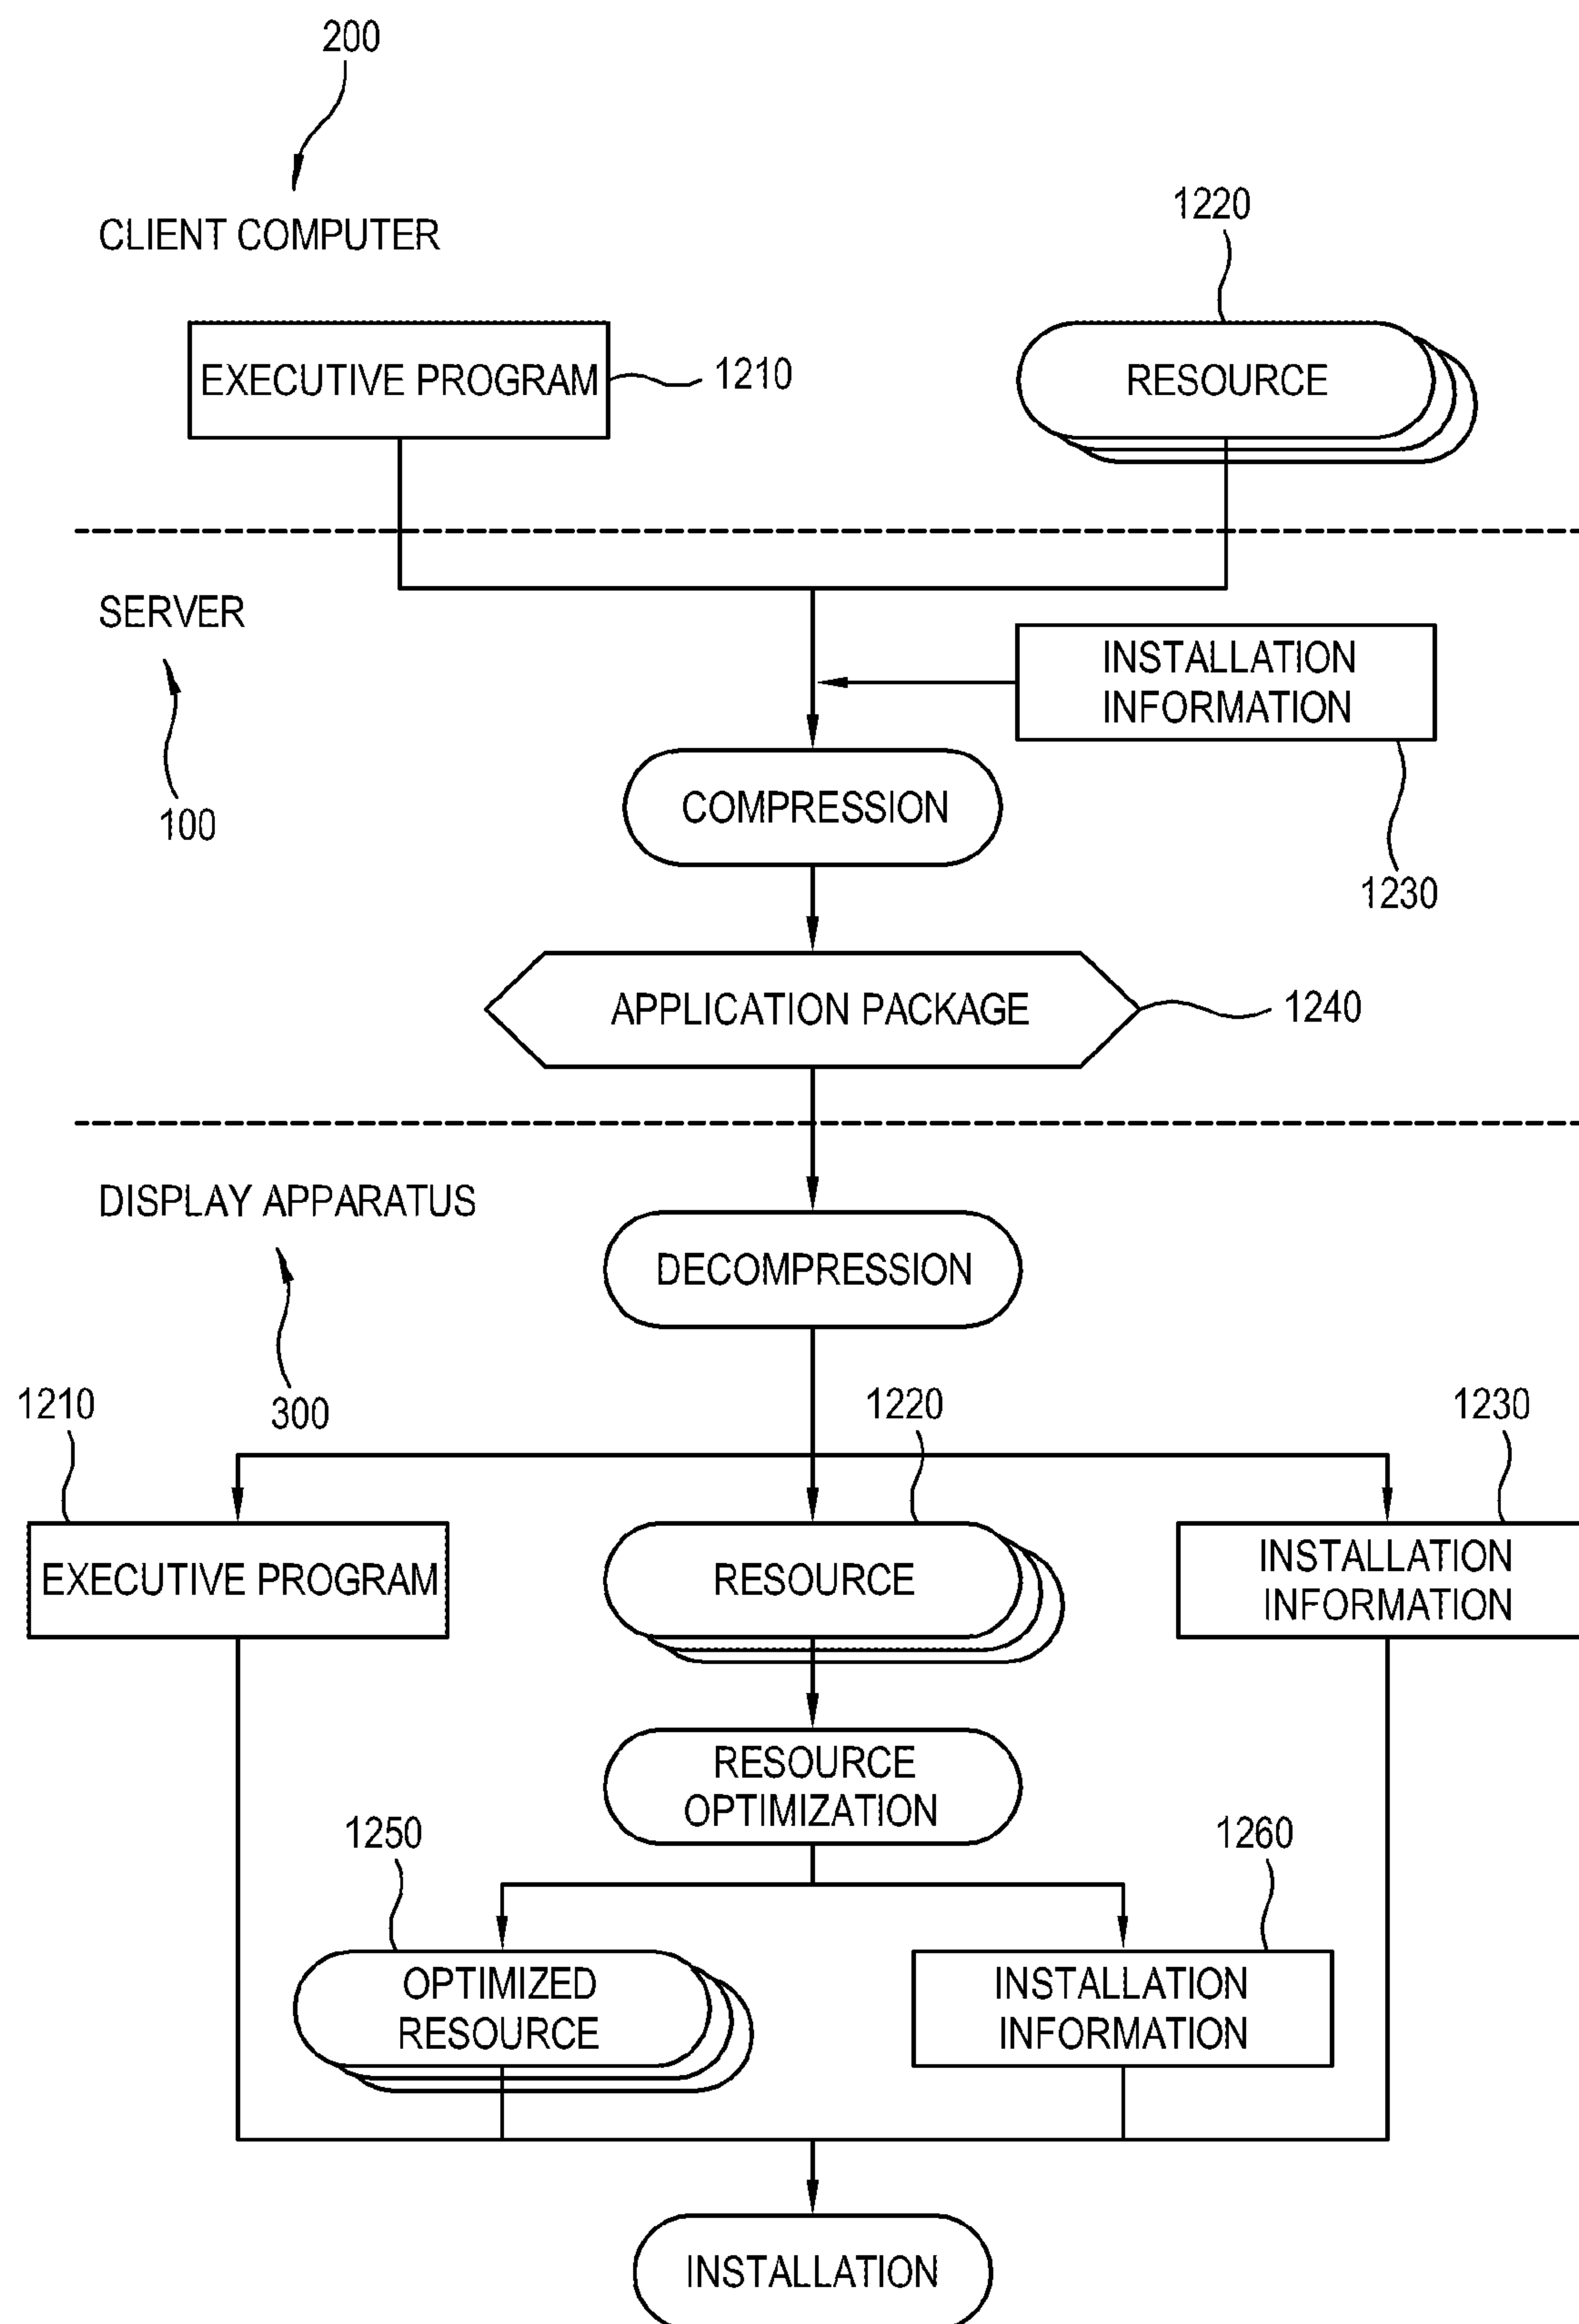 200
CLIENT COMPUTER
1220
EXECUTIVE PROGRAM
1210
RESOURCE
SERVER
100
INSTALLATION
INFORMATION
1230
COMPRESSION
APPLICATION PACKAGE
1240
DISPLAY APPARATUS
300
DECOMPRESSION
1210
1220
1230
EXECUTIVE PROGRAM
RESOURCE
INSTALLATION
INFORMATION
RESOURCE
OPTIMIZATION
1250
1260
OPTIMIZED
RESOURCE
INSTALLATION
INFORMATION
INSTALLATION